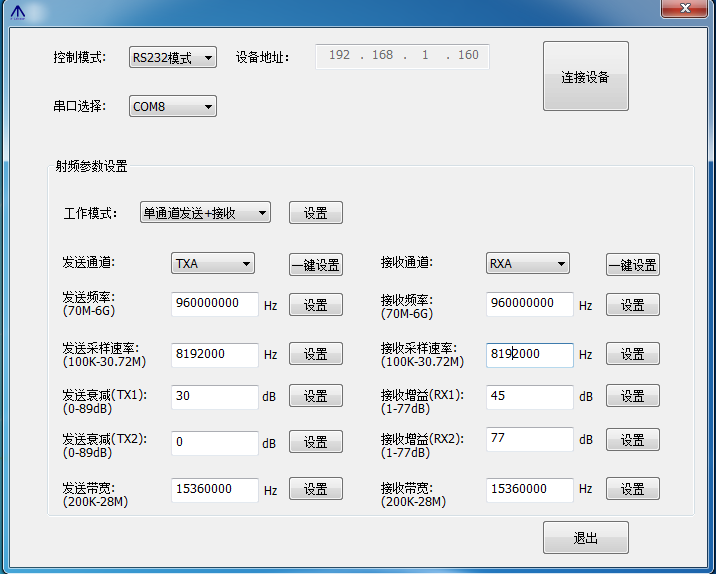 控制模式: RS232模式 设备地址: 192 . 168 . 1 . 160 连接设备
串口选择: COM8
射频参数设置
工作模式: 单通道发送+接收 设置
发送通道: TXA 一键设置 接收通道: RXA 一键设置
发送频率: 960000000 Hz 设置 接收频率: 960000000 Hz 设置
(70M-6G) (70M-6G)
发送采样速率: 8192000 Hz 设置 接收采样速率: 8192000 Hz 设置
(100K-30.72M) (100K-30.72M)
发送衰减(TX1): 30 dB 设置 接收增益(RX1): 45 dB 设置
(0-89dB) (1-77dB)
发送衰减(TX2): 0 dB 设置 接收增益(RX2): 77 dB 设置
(0-89dB) (1-77dB)
发送带宽: 15360000 Hz 设置 接收带宽: 15360000 Hz 设置
(200K-28M) (200K-28M)
退出